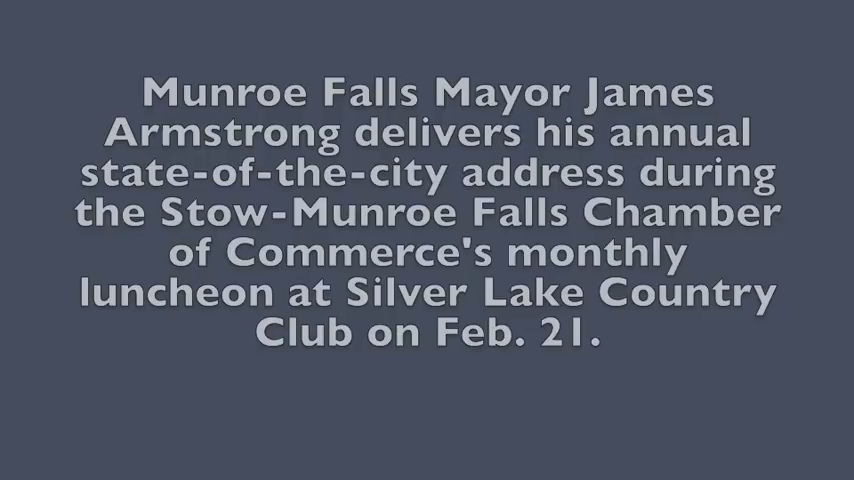 Munroe Falls Mayor James
Armstrong delivers his annual
state-of-the-city address during
the Stow-Munroe Falls Chamber
of Commerce's monthly
luncheon at Silver Lake Country
Club on Feb. 21.